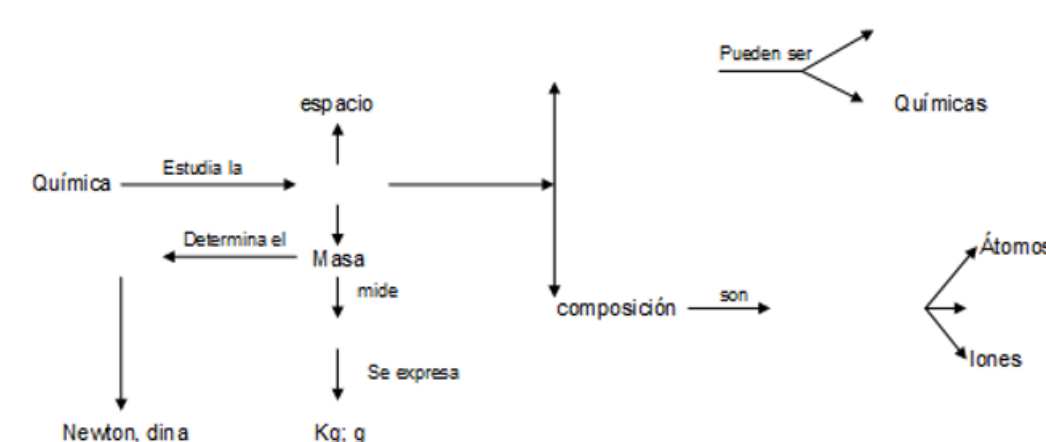 Pueden ser
espacio
Químicas
Estudia la
Química
Determina el
Masa
Átomos
mide
son
composición
Iones
Se expresa
Newton, dina
Kg; g